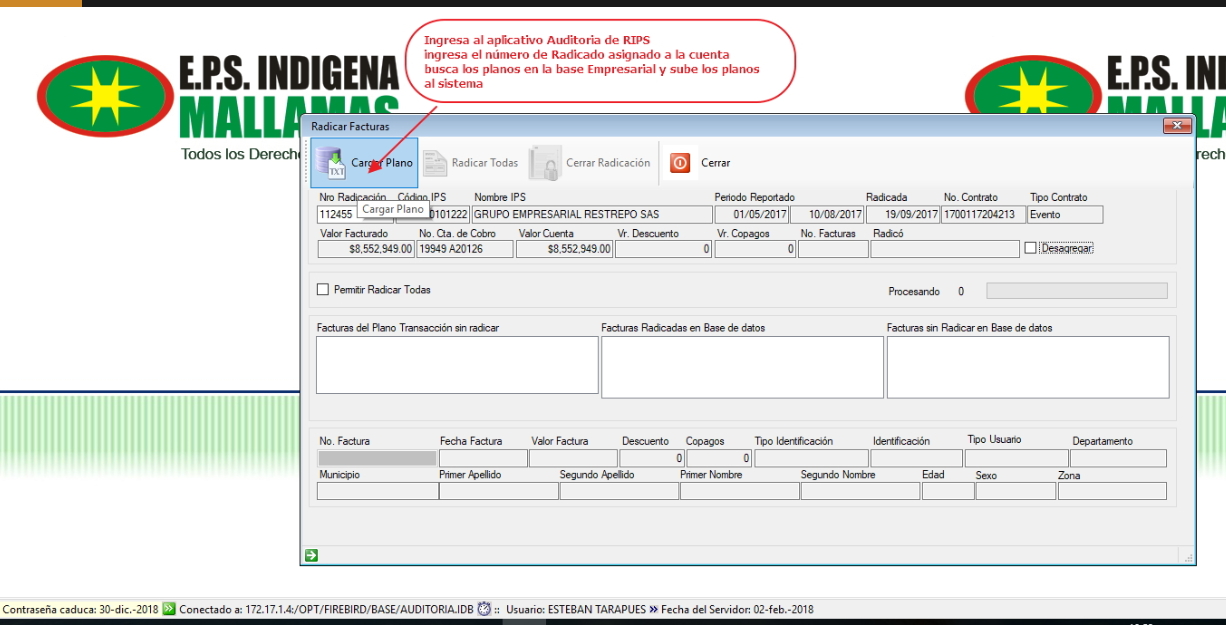 Ingresa al aplicativo Auditoria de RIPS
ingresa el número de Radicado asignado a la cuenta
busca los planos en la base Empresarial y sube los planos
al sistema
E.P.S. INDIGENA
MALLAMAS
Todos los Derech
E.P.S. IN
rech
Radicar Facturas
TXT
Cargar Plano
Radicar Todas
Cerrar Radicación
Cerrar
Nro Radicación Código IPS Nombre IPS Periodo Reportado Radicada No. Contrato Tipo Contrato
112455 0101222 GRUPO EMPRESARIAL RESTREPO SAS 01/05/2017 10/08/2017 19/09/2017 1700117204213 Evento
Cargar Plano
Valor Facturado No. Cta. de Cobro Valor Cuenta Vr. Descuento Vr. Copagos No. Facturas Radicó
$8,552,949.00 19949 A20126 $8,552,949.00 0 0 Desagregar
Permitir Radicar Todas Procesando 0
Facturas del Plano Transacción sin radicar Facturas Radicadas en Base de datos Facturas sin Radicar en Base de datos
No. Factura Fecha Factura Valor Factura Descuento Copagos Tipo Identificación Identificación Tipo Usuario Departamento
0 0
Municipio Primer Apellido Segundo Apellido Primer Nombre Segundo Nombre Edad Sexo Zona
Contraseña caduca: 30-dic.-2018 Conectado a: 172.17.1.4:/OPT/FIREBIRD/BASE/AUDITORIA.IDB :: Usuario: ESTEBAN TARAPUES » Fecha del Servidor: 02-feb.-2018